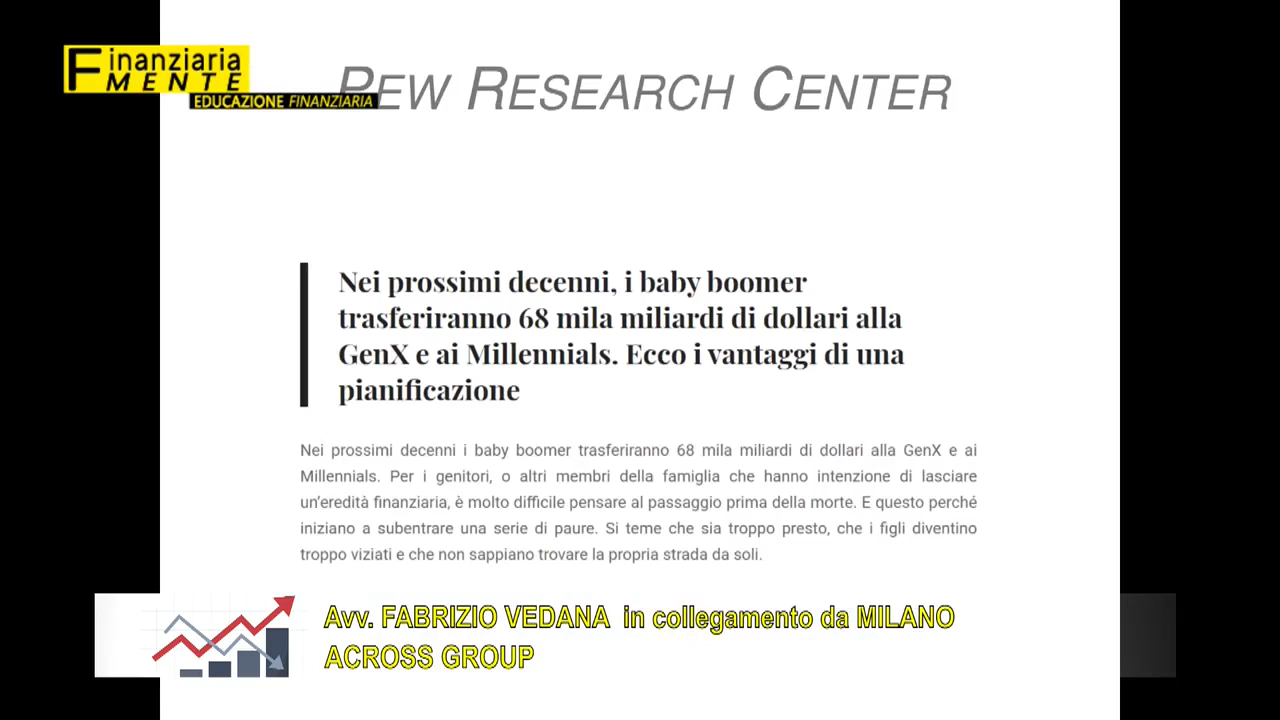 Finanziaria
MENTE
EDUCAZIONE FINANZIARIA
PEW RESEARCH CENTER
Nei prossimi decenni, i baby boomer
trasferiranno 68 mila miliardi di dollari alla
GenX e ai Millennials. Ecco i vantaggi di una
pianificazione
Nei prossimi decenni i baby boomer trasferiranno 68 mila miliardi di dollari alla GenX e ai
Millennials. Per i genitori, o altri membri della famiglia che hanno intenzione di lasciare
un'eredità finanziaria, è molto difficile pensare al passaggio prima della morte. E questo perché
iniziano a subentrare una serie di paure. Si teme che sia troppo presto, che i figli diventino
troppo viziati e che non sappiano trovare la propria strada da soli.
Avv. FABRIZIO VEDANA in collegamento da MILANO
ACROSS GROUP